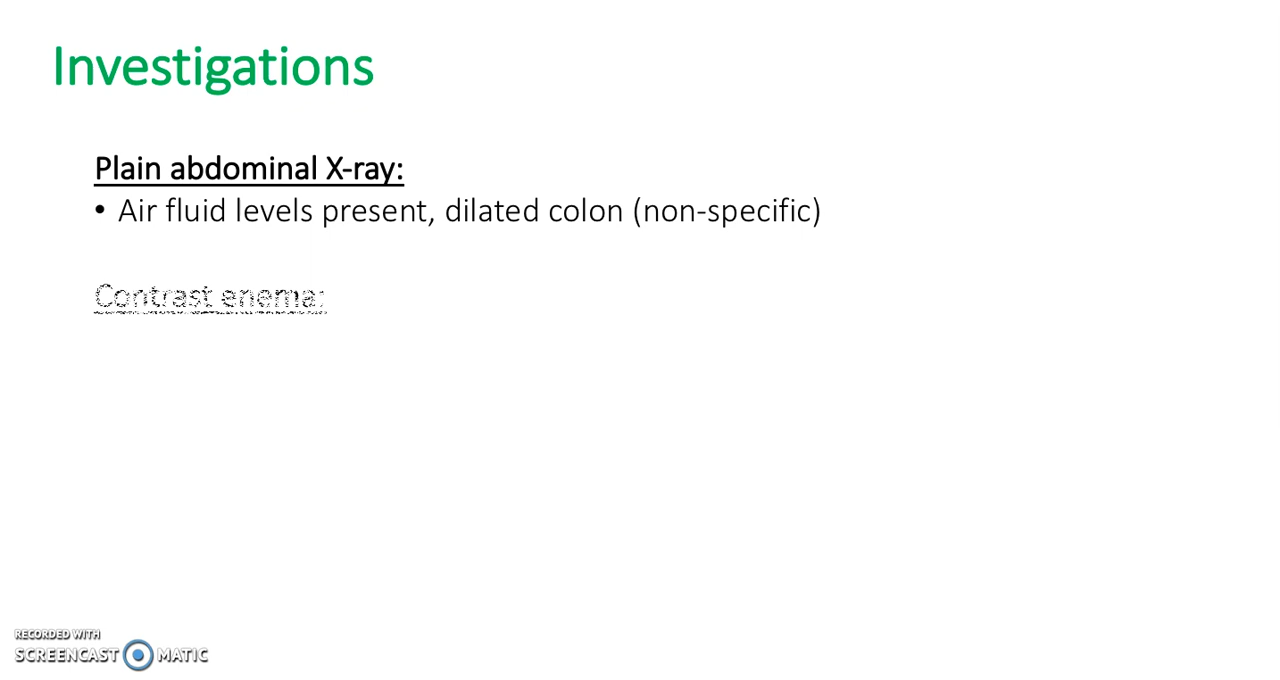 Investigations
Plain abdominal X-ray:
• Air fluid levels present, dilated colon (non-specific)
Contrast enema:
RECORDED WITH
SCREENCAST MATIC